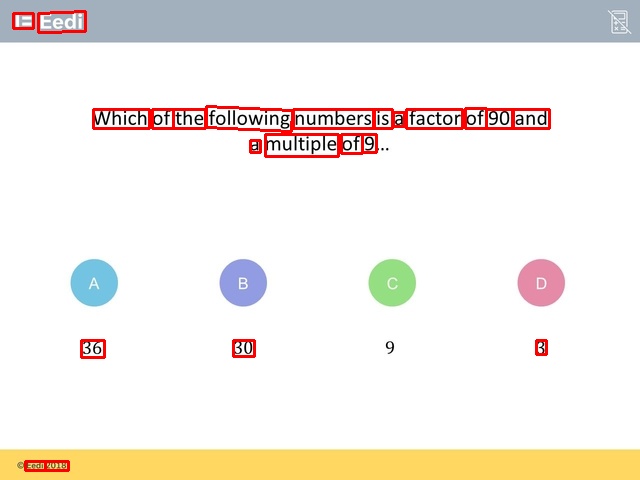 Eedi
Which of the following numbers is a factor of 90 and
a multiple of 9...
A B C D
36 30 9 3
© Eedi 2018